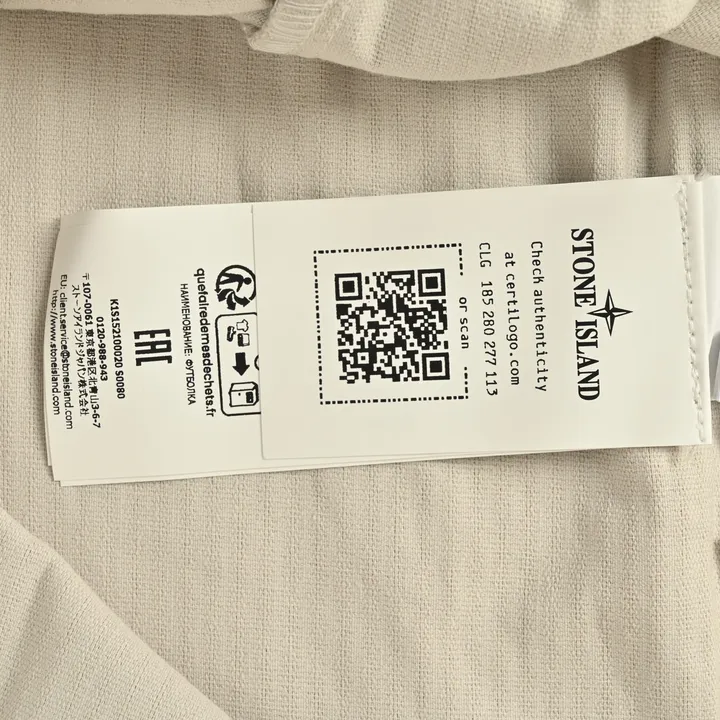 STONE ISLAND
Check authenticity
at certilogo.com
CLG 185 280 277 113
or scan
quefairedemesdechets.fr
НАИМЕНОВАНИЕ: ФУТБОЛКА
EAC
K1S152100020 S0080
0120-988-943
〒107-0061 東京都港区北青山3-6-7
ストーンアイランドジャパン株式会社
EU: client.service@stoneisland.com
http://www.stoneisland.com